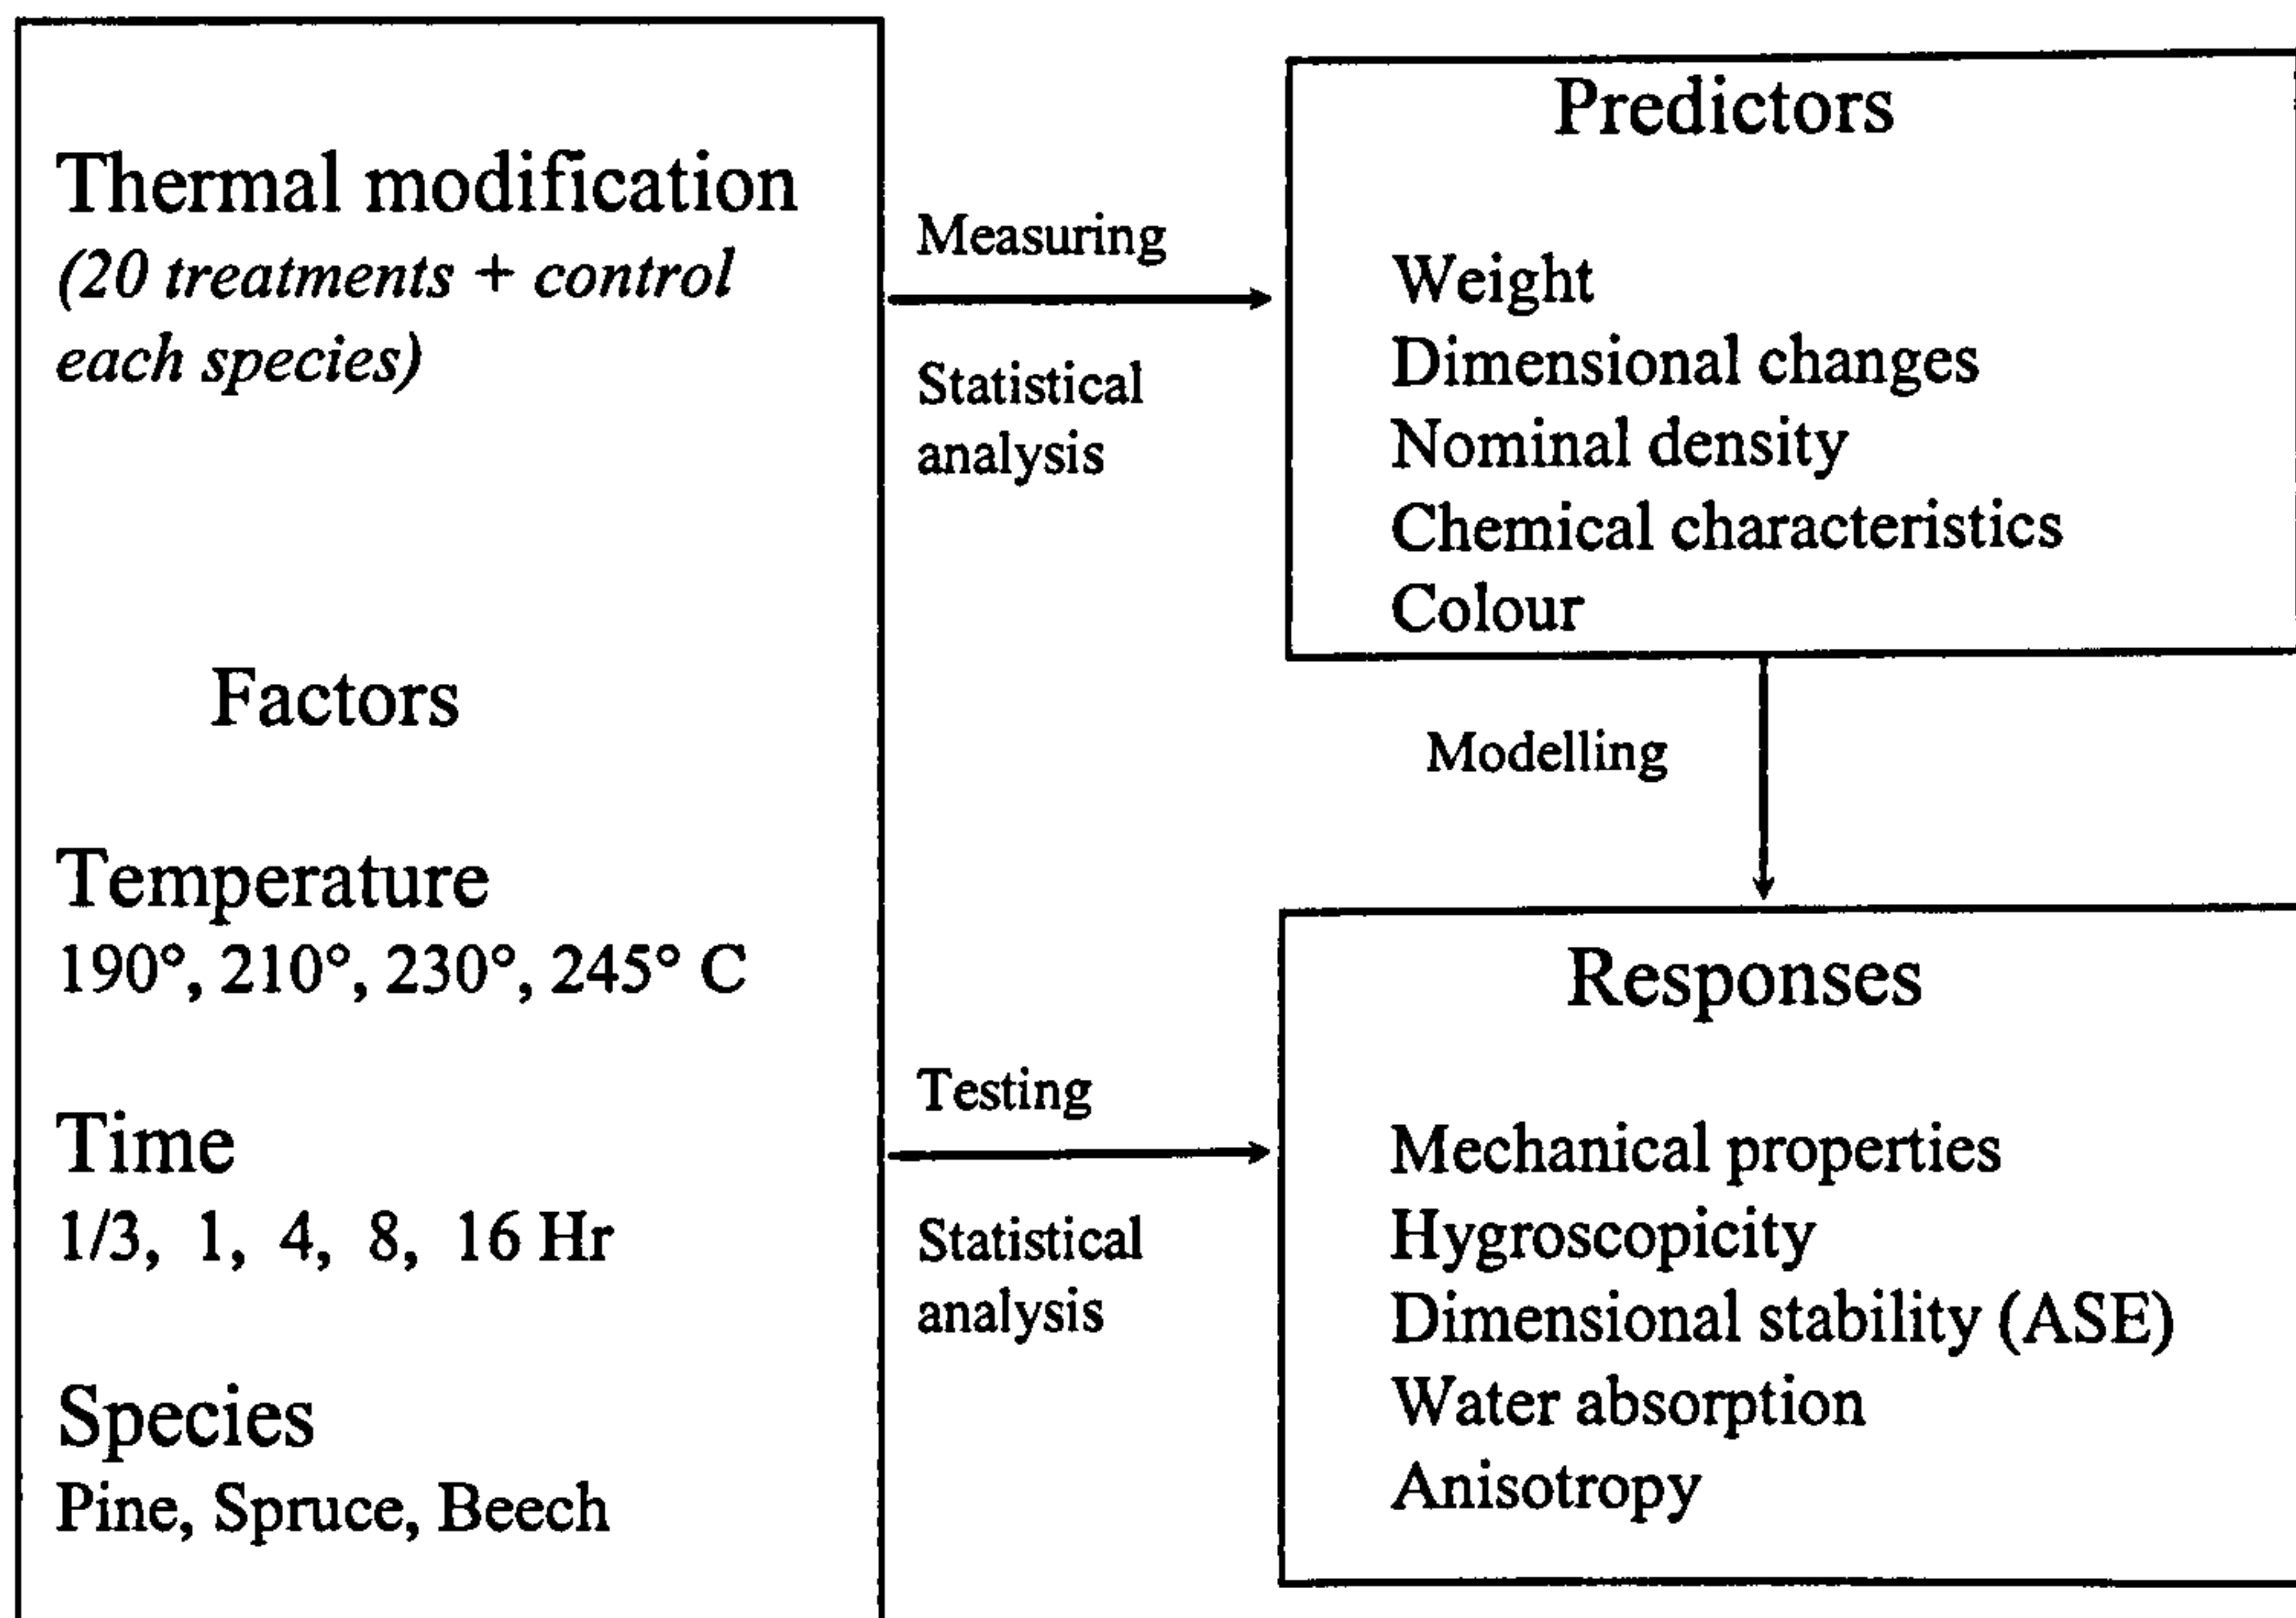 Thermal modification
(20 treatments + control
each species)
Factors
Temperature
190°, 210°, 230°, 245° C
Time
1/3, 1, 4, 8, 16 Hr
Species
Pine, Spruce, Beech
Measuring
Statistical
analysis
Testing
Statistical
analysis
Predictors
Weight
Dimensional changes
Nominal density
Chemical characteristics
Colour
Modelling
Responses
Mechanical properties
Hygroscopicity
Dimensional stability (ASE)
Water absorption
Anisotropy